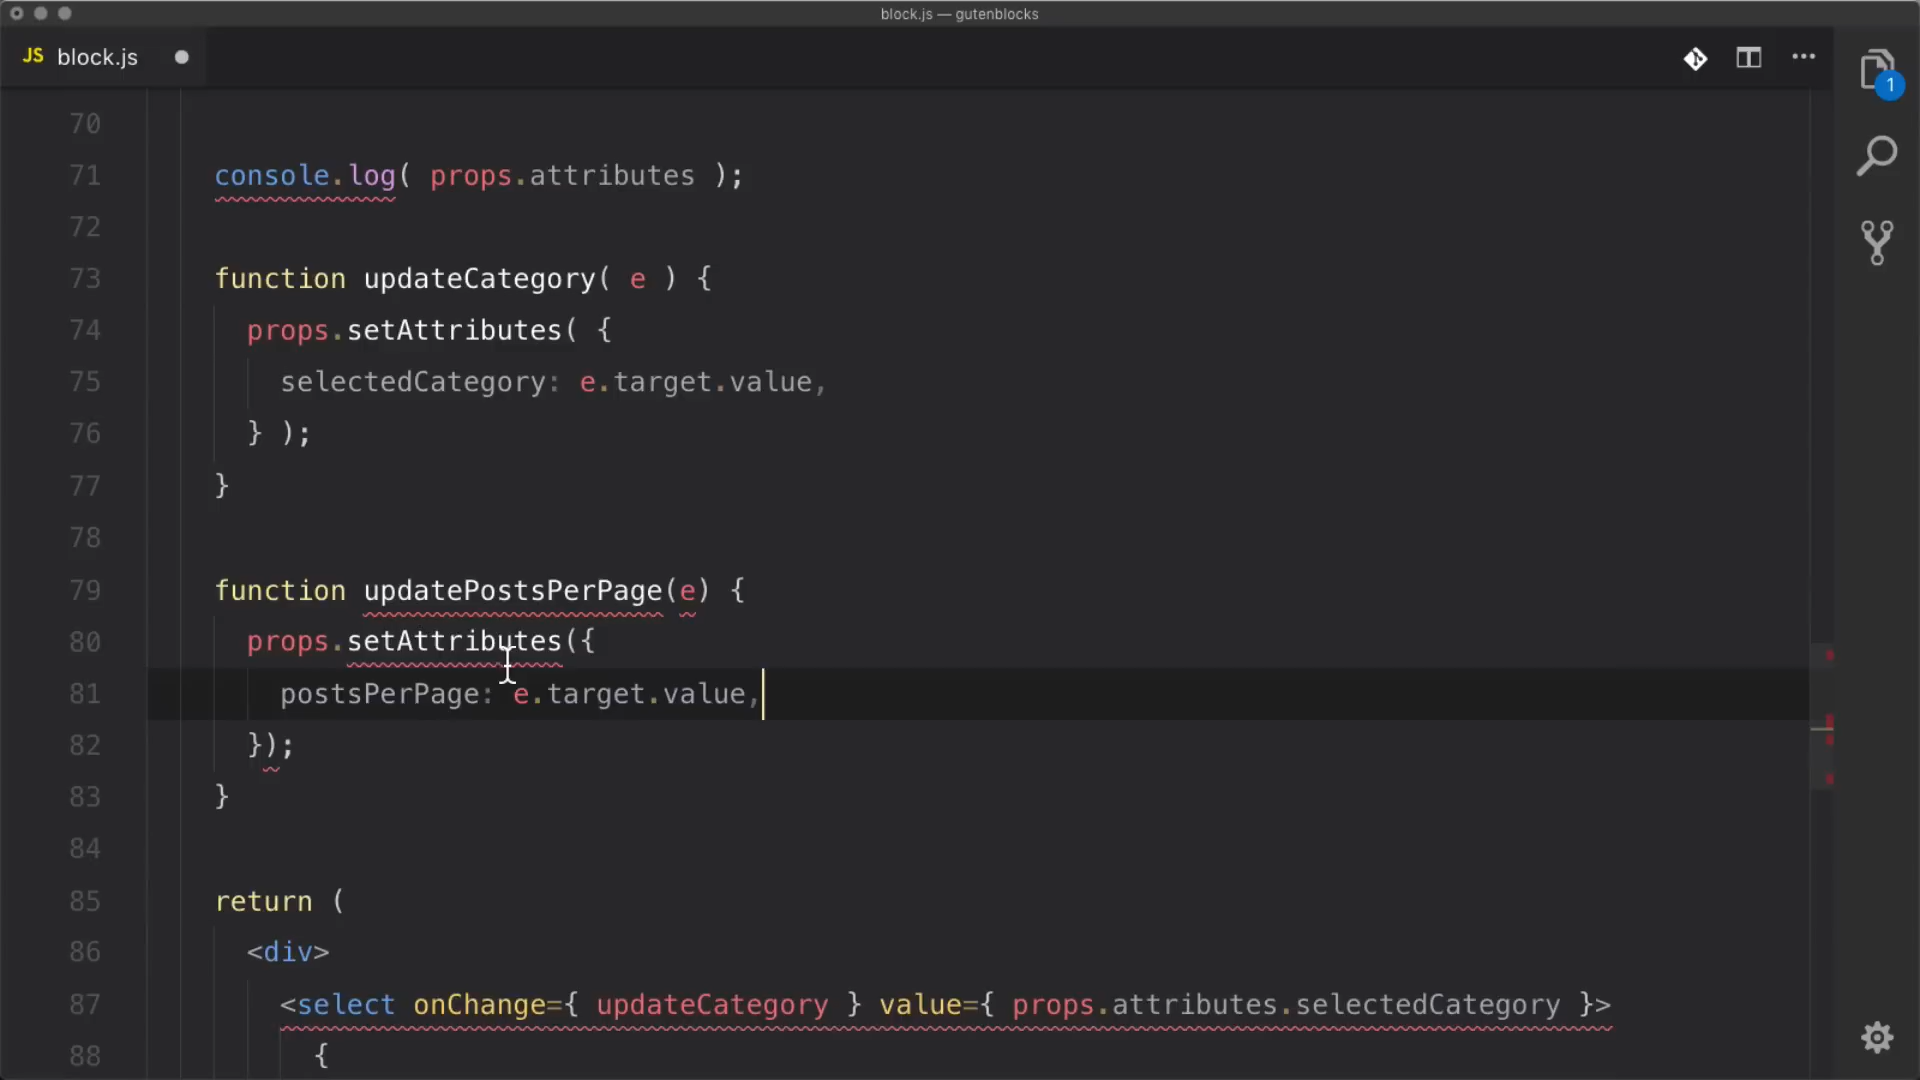 block.js — gutenblocks
JS block.js
1
70
71 console.log( props.attributes );
72
73 function updateCategory( e ) {
74 props.setAttributes( {
75 selectedCategory: e.target.value,
76 } );
77 }
78
79 function updatePostsPerPage(e) {
80 props.setAttributes({
81 postsPerPage: e.target.value,
82 });
83 }
84
85 return (
86 <div>
87 <select onChange={ updateCategory } value={ props.attributes.selectedCategory }>
88 {